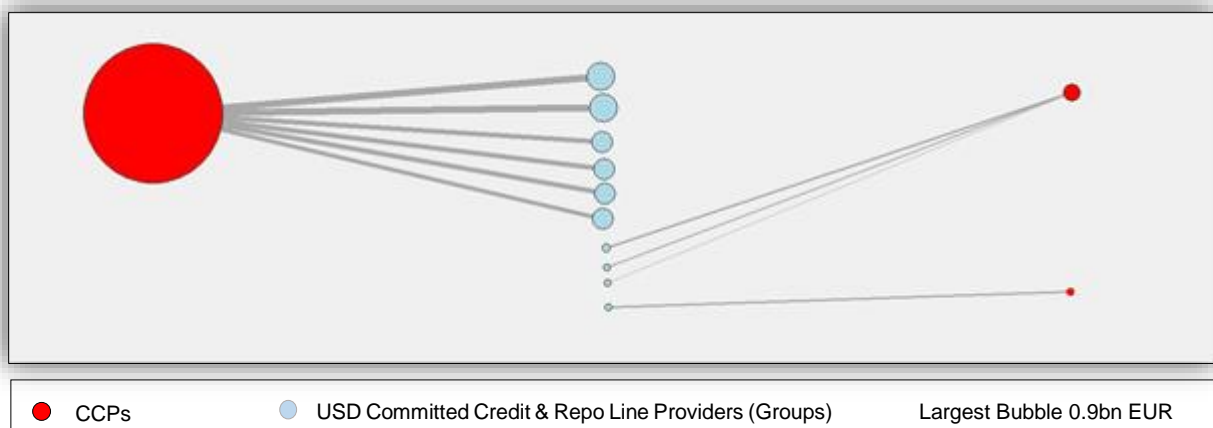 CCPs
USD Committed Credit & Repo Line Providers (Groups)
Largest Bubble 0.9bn EUR